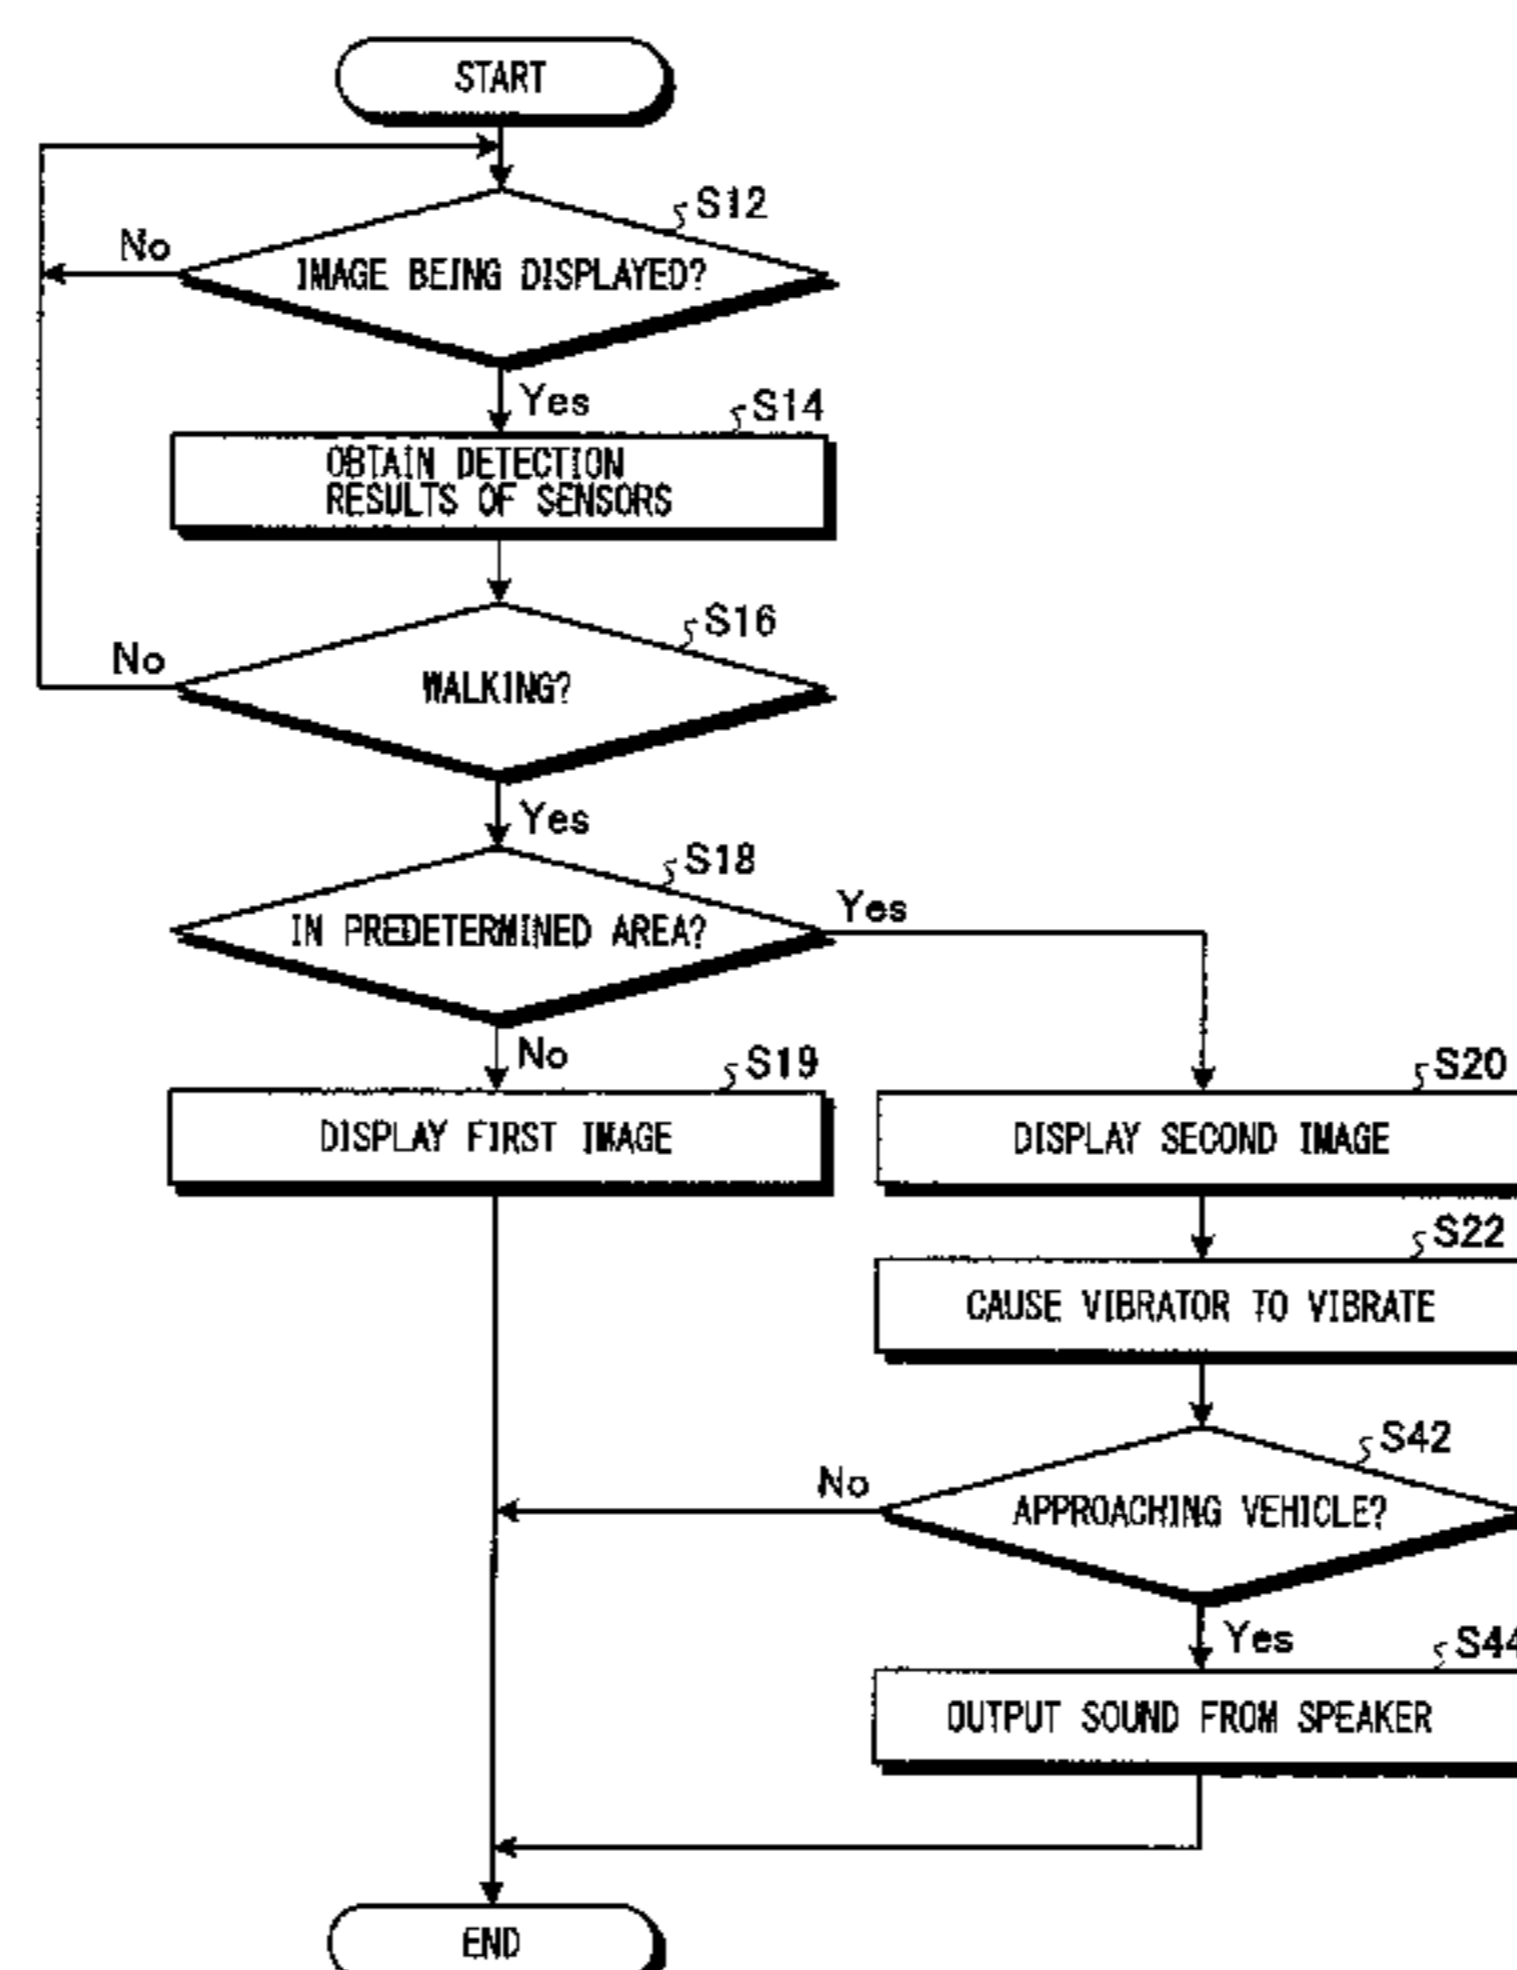 START
S12
No
IMAGE BEING DISPLAYED?
Yes
S14
OBTAIN DETECTION
RESULTS OF SENSORS
S16
No
WALKING?
Yes
S18
Yes
IN PREDETERMINED AREA?
No
S19
S20
DISPLAY FIRST IMAGE
DISPLAY SECOND IMAGE
S22
CAUSE VIBRATOR TO VIBRATE
S42
No
APPROACHING VEHICLE?
Yes
S44
OUTPUT SOUND FROM SPEAKER
END